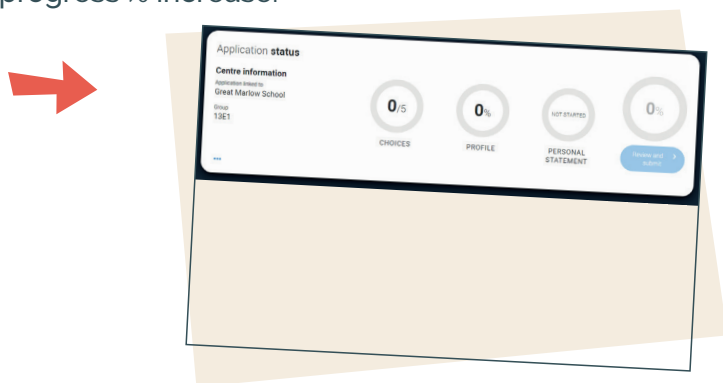 progress % increase.
Application status
Centre information
Application linked to
Great Marlow School
Group
13E1
...
0/5
CHOICES
0%
PROFILE
NOT STARTED
PERSONAL
STATEMENT
0%
Review and
submit